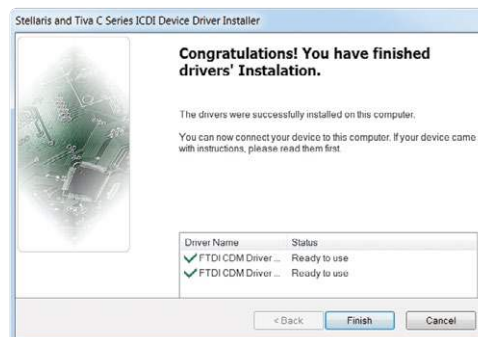 Stellaris and Tiva C Series ICDI Device Driver Installer
Congratulations! You have finished
drivers' Instalation.
The drivers were successfully installed on this computer.
You can now connect your device to this computer. If your device came
with instructions, please read them first.
Driver Name Status
FTDI CDM Driver ... Ready to use
FTDI CDM Driver ... Ready to use
< Back Finish Cancel